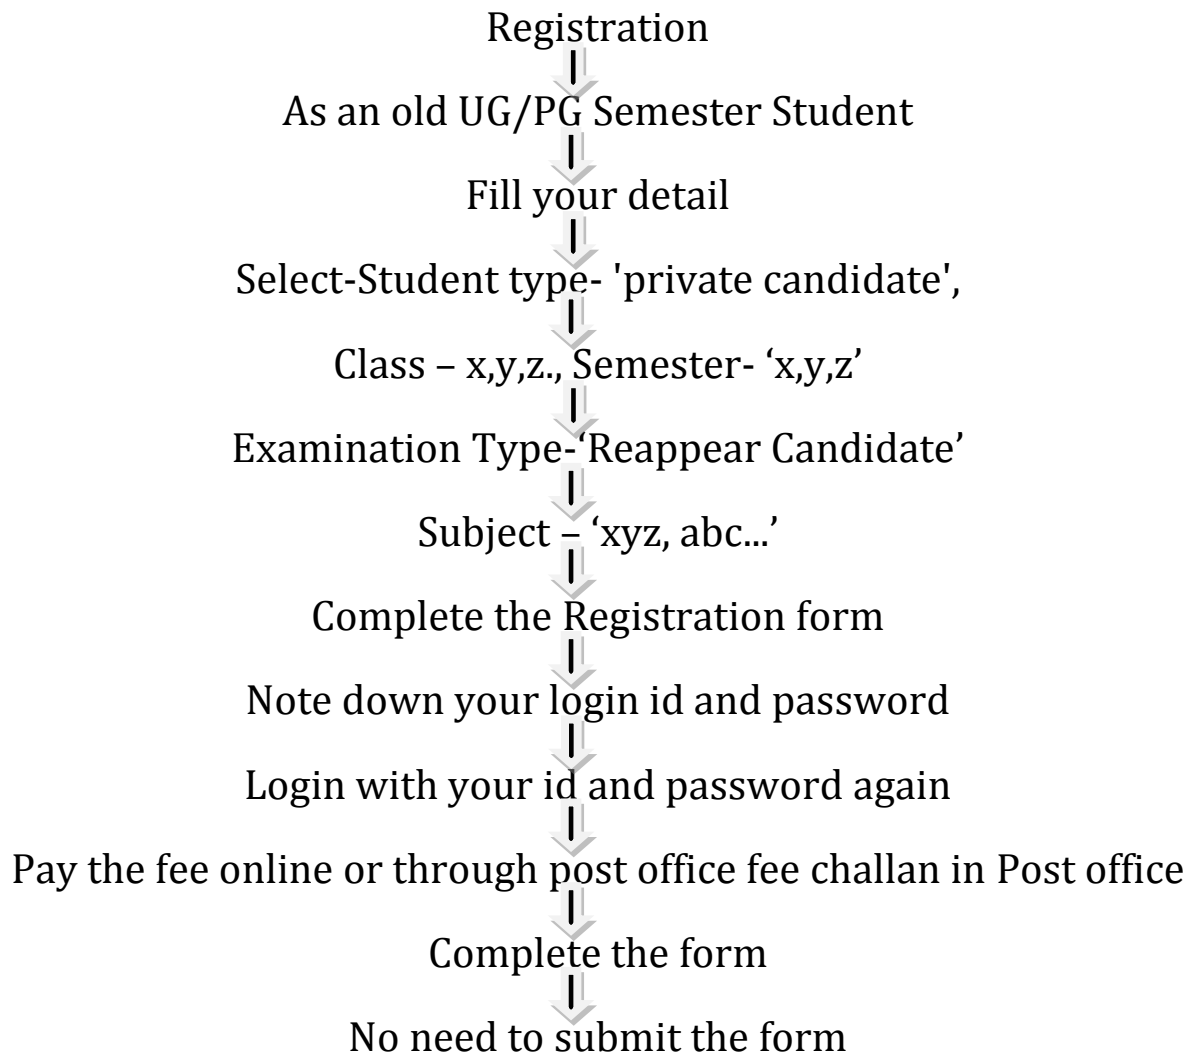 Registration
As an old UG/PG Semester Student
Fill your detail
Select-Student type- 'private candidate',
Class – x,y,z., Semester- ‘x,y,z’
Examination Type-‘Reappear Candidate’
Subject – ‘xyz, abc...’
Complete the Registration form
Note down your login id and password
Login with your id and password again
Pay the fee online or through post office fee challan in Post office
Complete the form
No need to submit the form